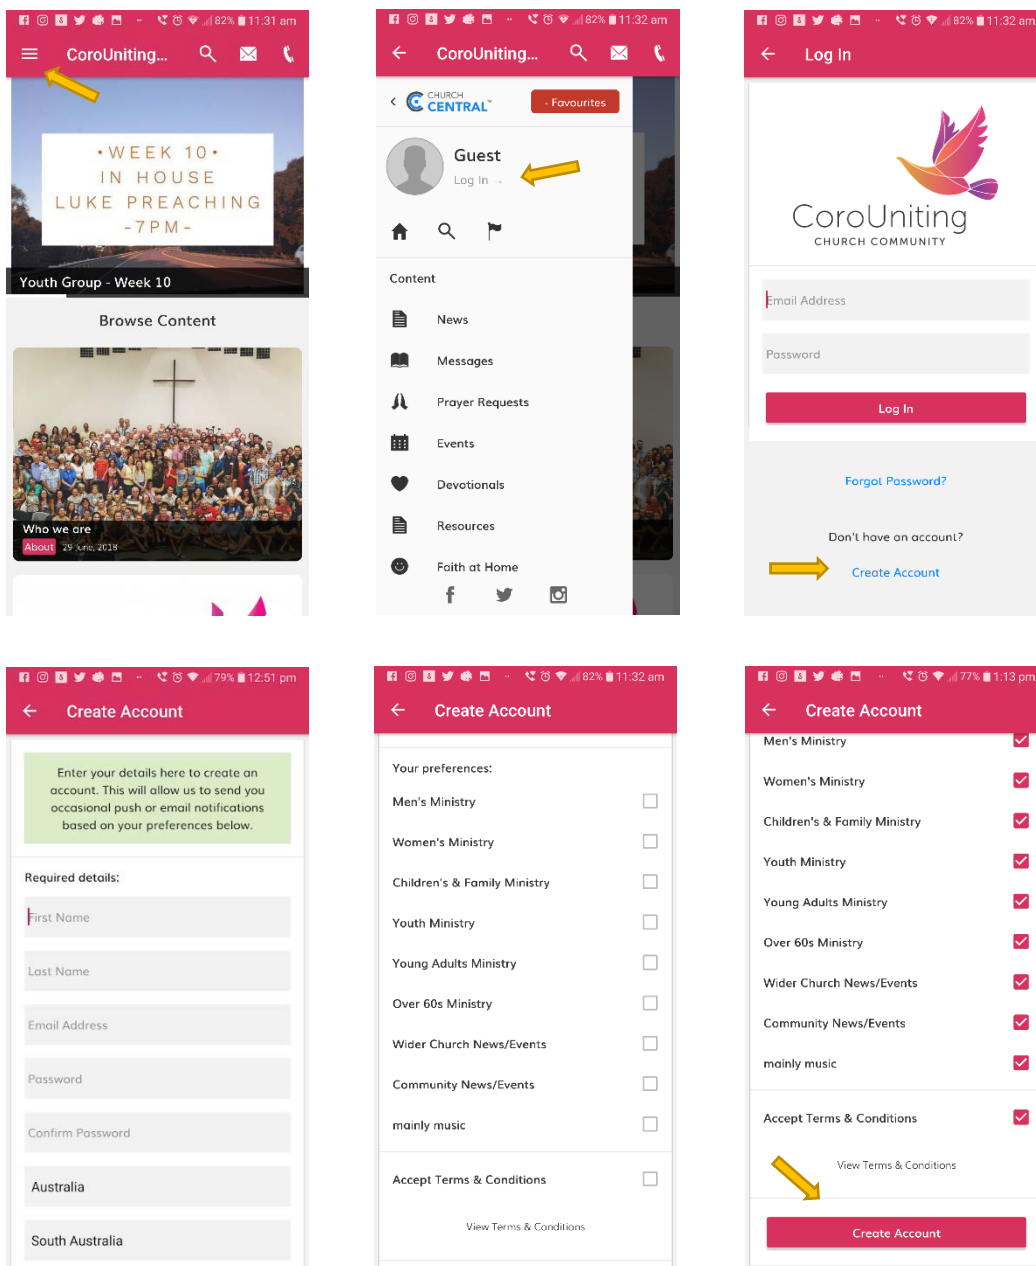 82% 11:31 am
CoroUniting...
•WEEK 10•
IN HOUSE
LUKE PREACHING
-7PM-
Youth Group - Week 10
Browse Content
Who we are
About 29 June, 2018
82% 11:32 am
CoroUniting...
CHURCH
CENTRAL™
- Favourites
Guest
Log In →
Content
News
Messages
Prayer Requests
Events
Devotionals
Resources
Faith at Home
82% 11:32 am
Log In
CoroUniting
CHURCH COMMUNITY
Email Address
Password
Log In
Forgot Password?
Don't have an account?
Create Account
79% 12:51 pm
Create Account
Enter your details here to create an
account. This will allow us to send you
occasional push or email notifications
based on your preferences below.
Required details:
First Name
Last Name
Email Address
Password
Confirm Password
Australia
South Australia
82% 11:32 am
Create Account
Your preferences:
Men's Ministry
Women's Ministry
Children's & Family Ministry
Youth Ministry
Young Adults Ministry
Over 60s Ministry
Wider Church News/Events
Community News/Events
mainly music
Accept Terms & Conditions
View Terms & Conditions
77% 1:13 pm
Create Account
Men's Ministry
Women's Ministry
Children's & Family Ministry
Youth Ministry
Young Adults Ministry
Over 60s Ministry
Wider Church News/Events
Community News/Events
mainly music
Accept Terms & Conditions
View Terms & Conditions
Create Account